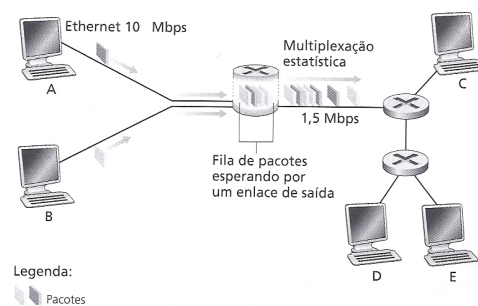 Ethernet 10 Mbps
A
Multiplexação
estatística
C
1,5 Mbps
Fila de pacotes
esperando por
um enlace de saída
B
D
E
Legenda:
Pacotes